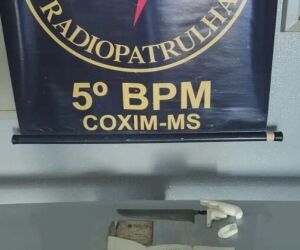 RADIOPATRULHA
5º BPM
COXIM-MS